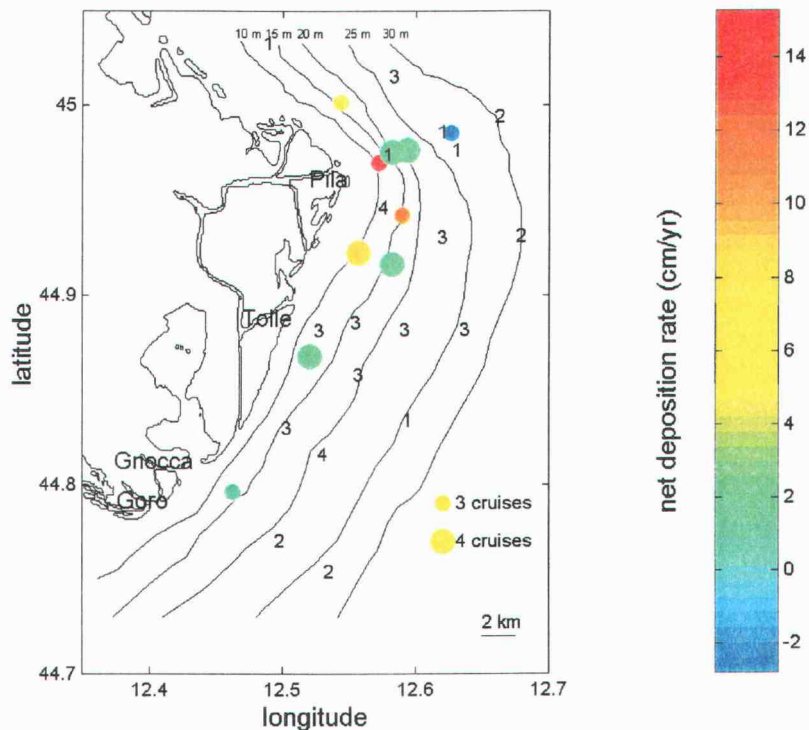 10 m 15 m 20 m 25 m 30 m
1
3
2
45
1
1
1
Pila
4
3
2
44.9
Tolle
3
3
3
3
3
3
1
Gnocca
4
44.8
Goro
3 cruises
4 cruises
2
2
2 km
44.7
12.4 12.5 12.6 12.7
longitude
latitude
14
12
10
8
6
4
2
0
-2
net deposition rate (cm/yr)